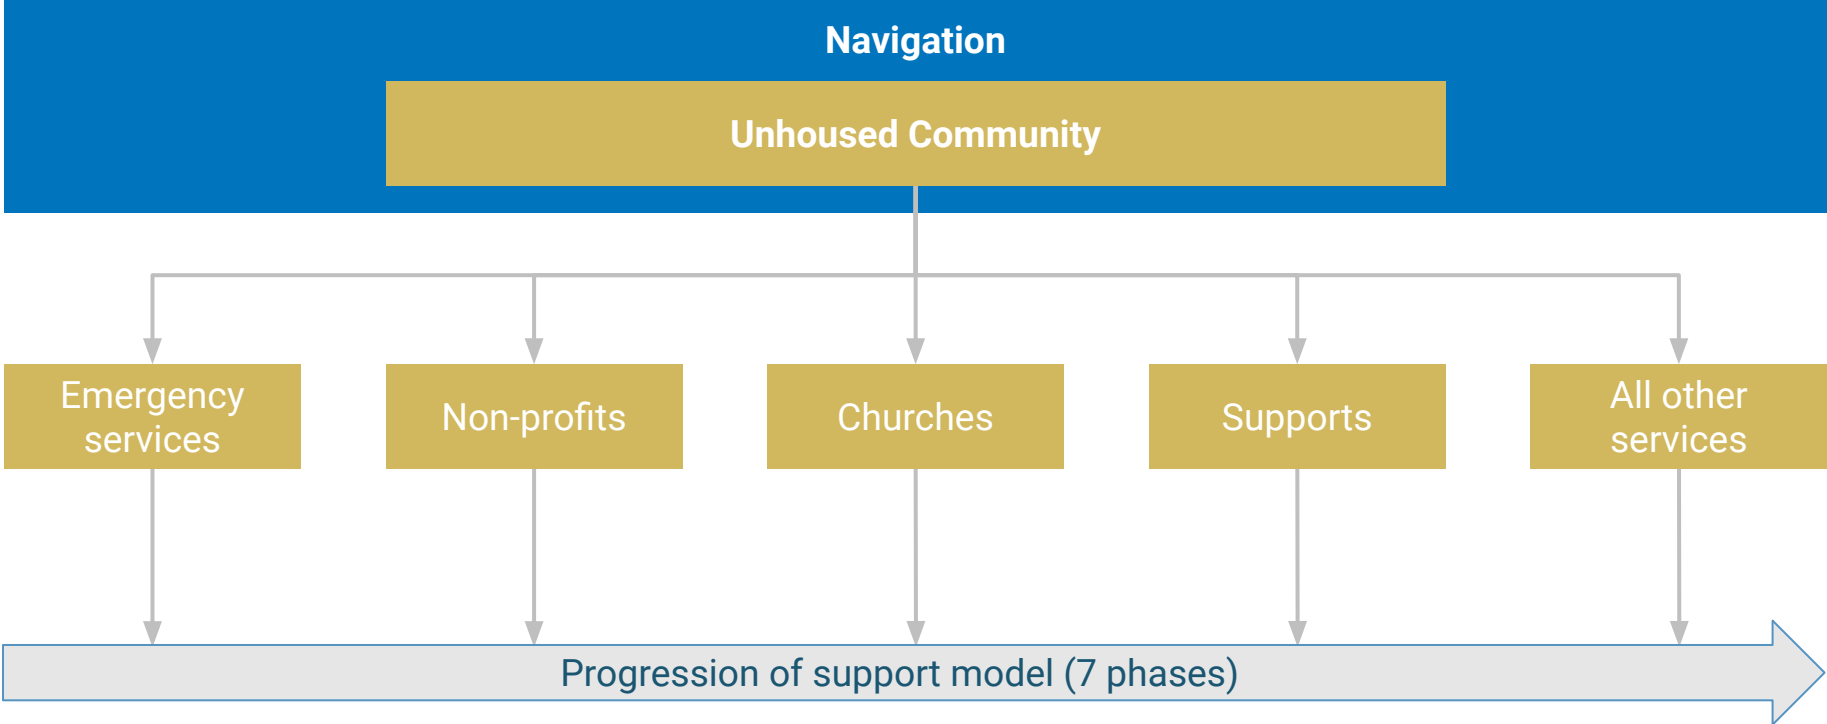 Navigation
Unhoused Community
Emergency
services
Non-profits
Churches
Supports
All other
services
Progression of support model (7 phases)